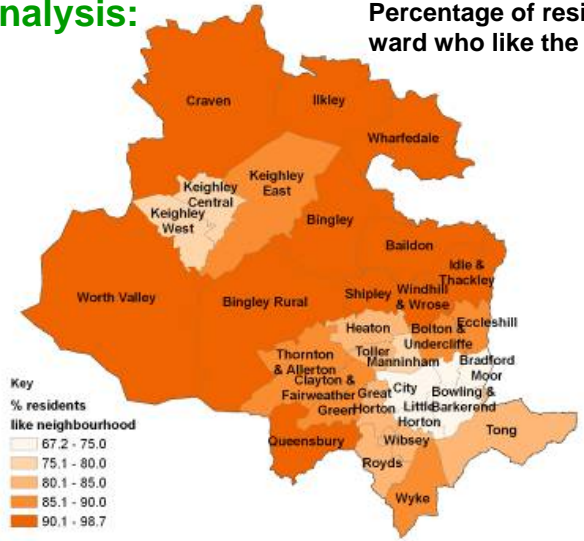 nalysis:
Percentage of resi
ward who like the
Craven
Ilkley
Wharfedale
Keighley
East
Keighley
Central
Keighley
West
Bingley
Baildon
Idle &
Thackley
Worth Valley
Bingley Rural
Shipley
Windhill
& Wrose
Heaton
Bolton &
Undercliffe
Eccleshill
Toller
Manninham
Thornton
& Allerton
Bradford
Moor
Clayton &
Fairweather
Green
Great
Horton
City
Little
Horton
Bowling &
Barkerend
Tong
Queensbury
Wibsey
Royds
Wyke
Key
% residents
like neighbourhood
67.2 - 75.0
75.1 - 80.0
80.1 - 85.0
85.1 - 90.0
90.1 - 98.7